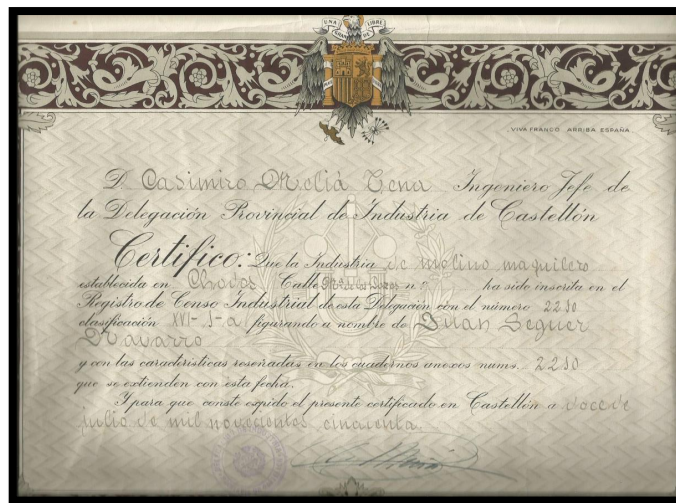 UNA
GRANDE
LIBRE
VIVA FRANCO ARRIBA ESPAÑA
D. Casimiro Meliá Tena Ingeniero Jefe de
la Delegación Provincial de Industria de Castellón
Certifico: Que la Industria de molino maquilero
establecida en Chodos Calle n.º ha sido inscrita en el
Registro de Censo Industrial de esta Delegación con el número 2210
clasificación XVI-1-a figurando a nombre de Juan Seguer
Navarro
y con las características reseñadas en los cuadernos anexos nums. 2210
que se extienden con esta fecha.
Y para que conste expido el presente certificado en Castellón a doce de
julio de mil novecientos cincuenta